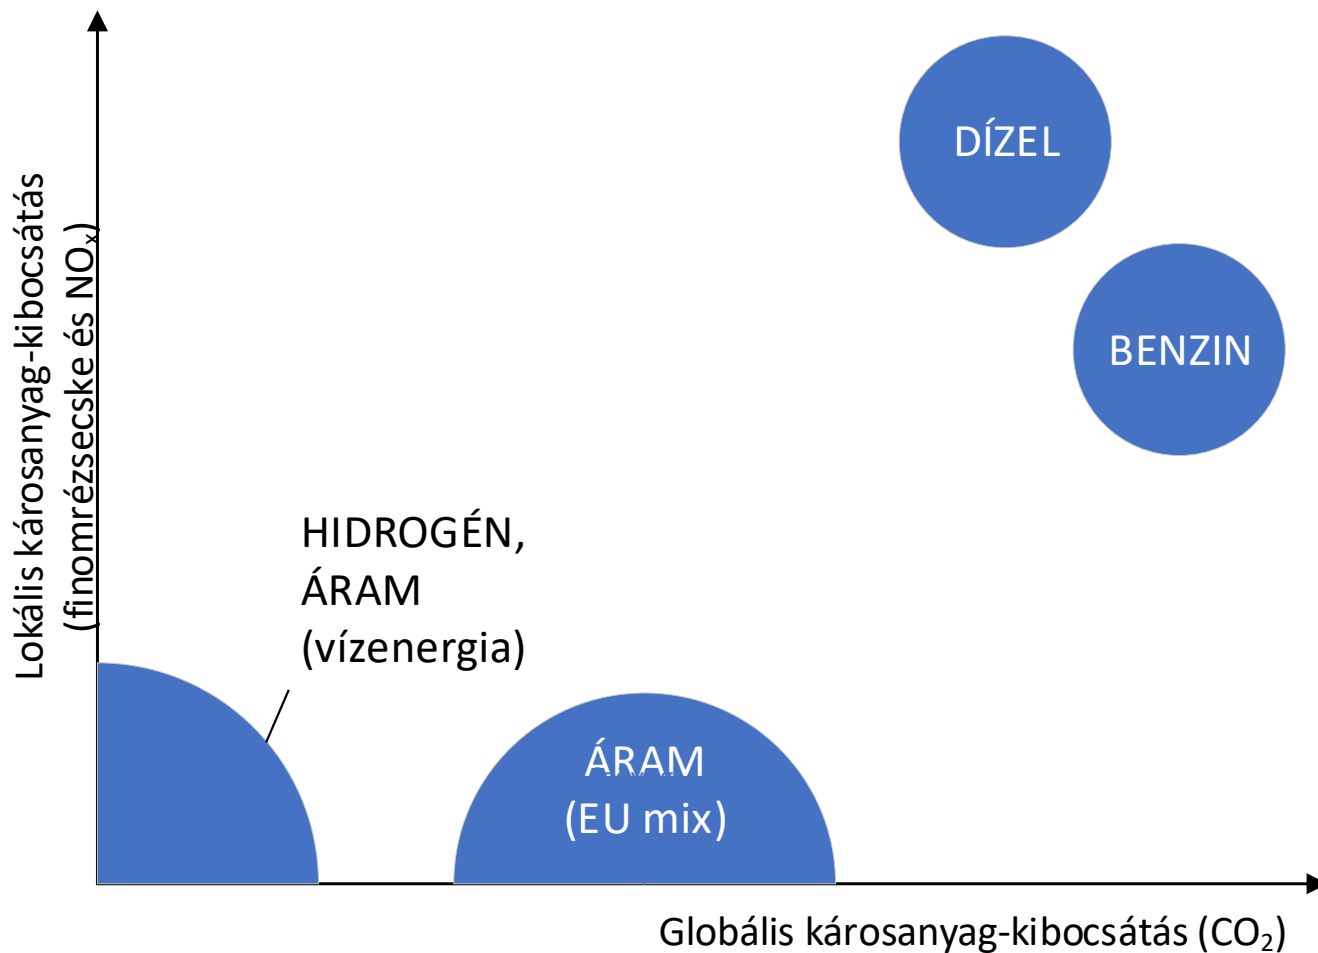 Lokális károsanyag-kibocsátás
(finomrézsecske és NOₓ)
DÍZEL
BENZIN
HIDROGÉN,
ÁRAM
(vízenergia)
ÁRAM
(EU mix)
Globális károsanyag-kibocsátás (CO₂)